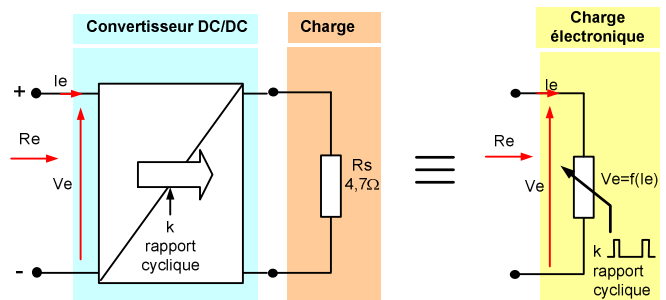 Convertisseur DC/DC
Charge
Charge
électronique
+
Ie
Re
Ve
-
k
rapport
cyclique
Rs
4,7Ω
Ie
Re
Ve
Ve=f(Ie)
k
rapport
cyclique